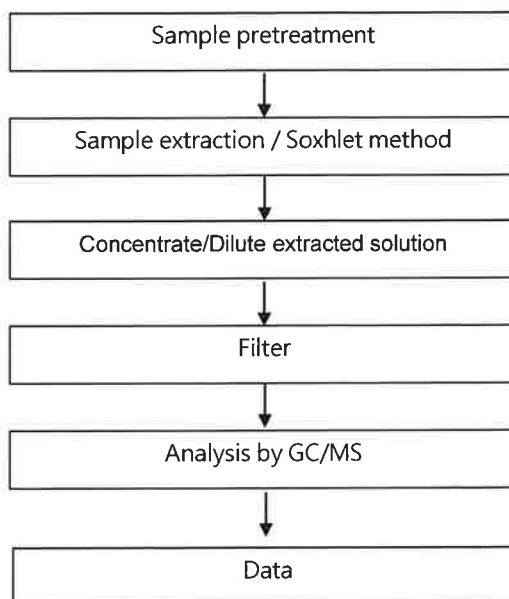 Sample pretreatment
Sample extraction / Soxhlet method
Concentrate/Dilute extracted solution
Filter
Analysis by GC/MS
Data